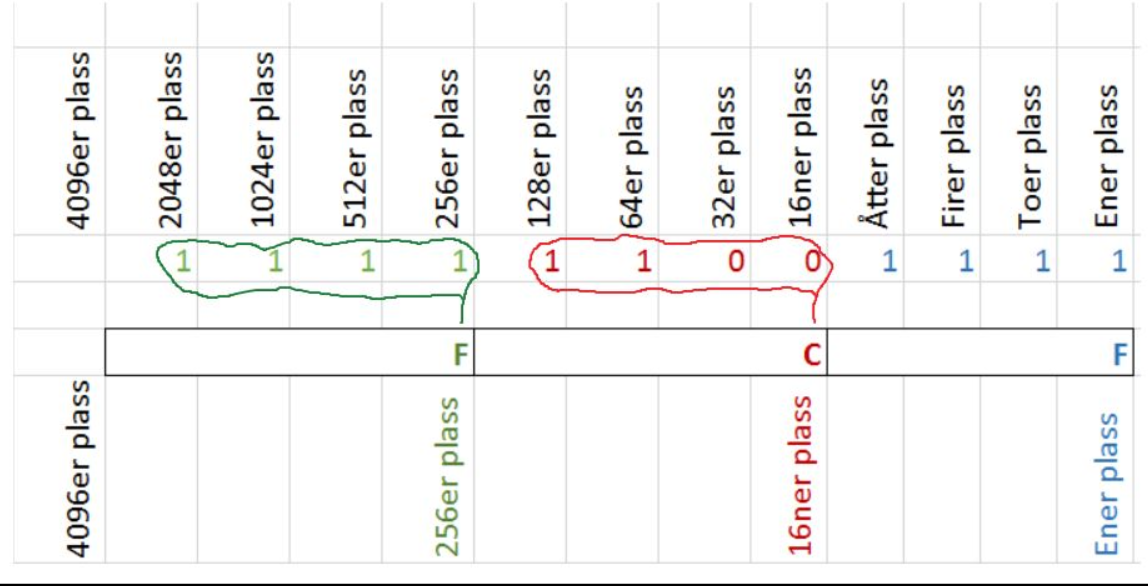 4096er plass 2048er plass 1024er plass 512er plass 256er plass 128er plass 64er plass 32er plass 16ner plass Åtter plass Firer plass Toer plass Ener plass
1 1 1 1 1 1 0 0 1 1 1 1
F C F
4096er plass 256er plass 16ner plass Ener plass